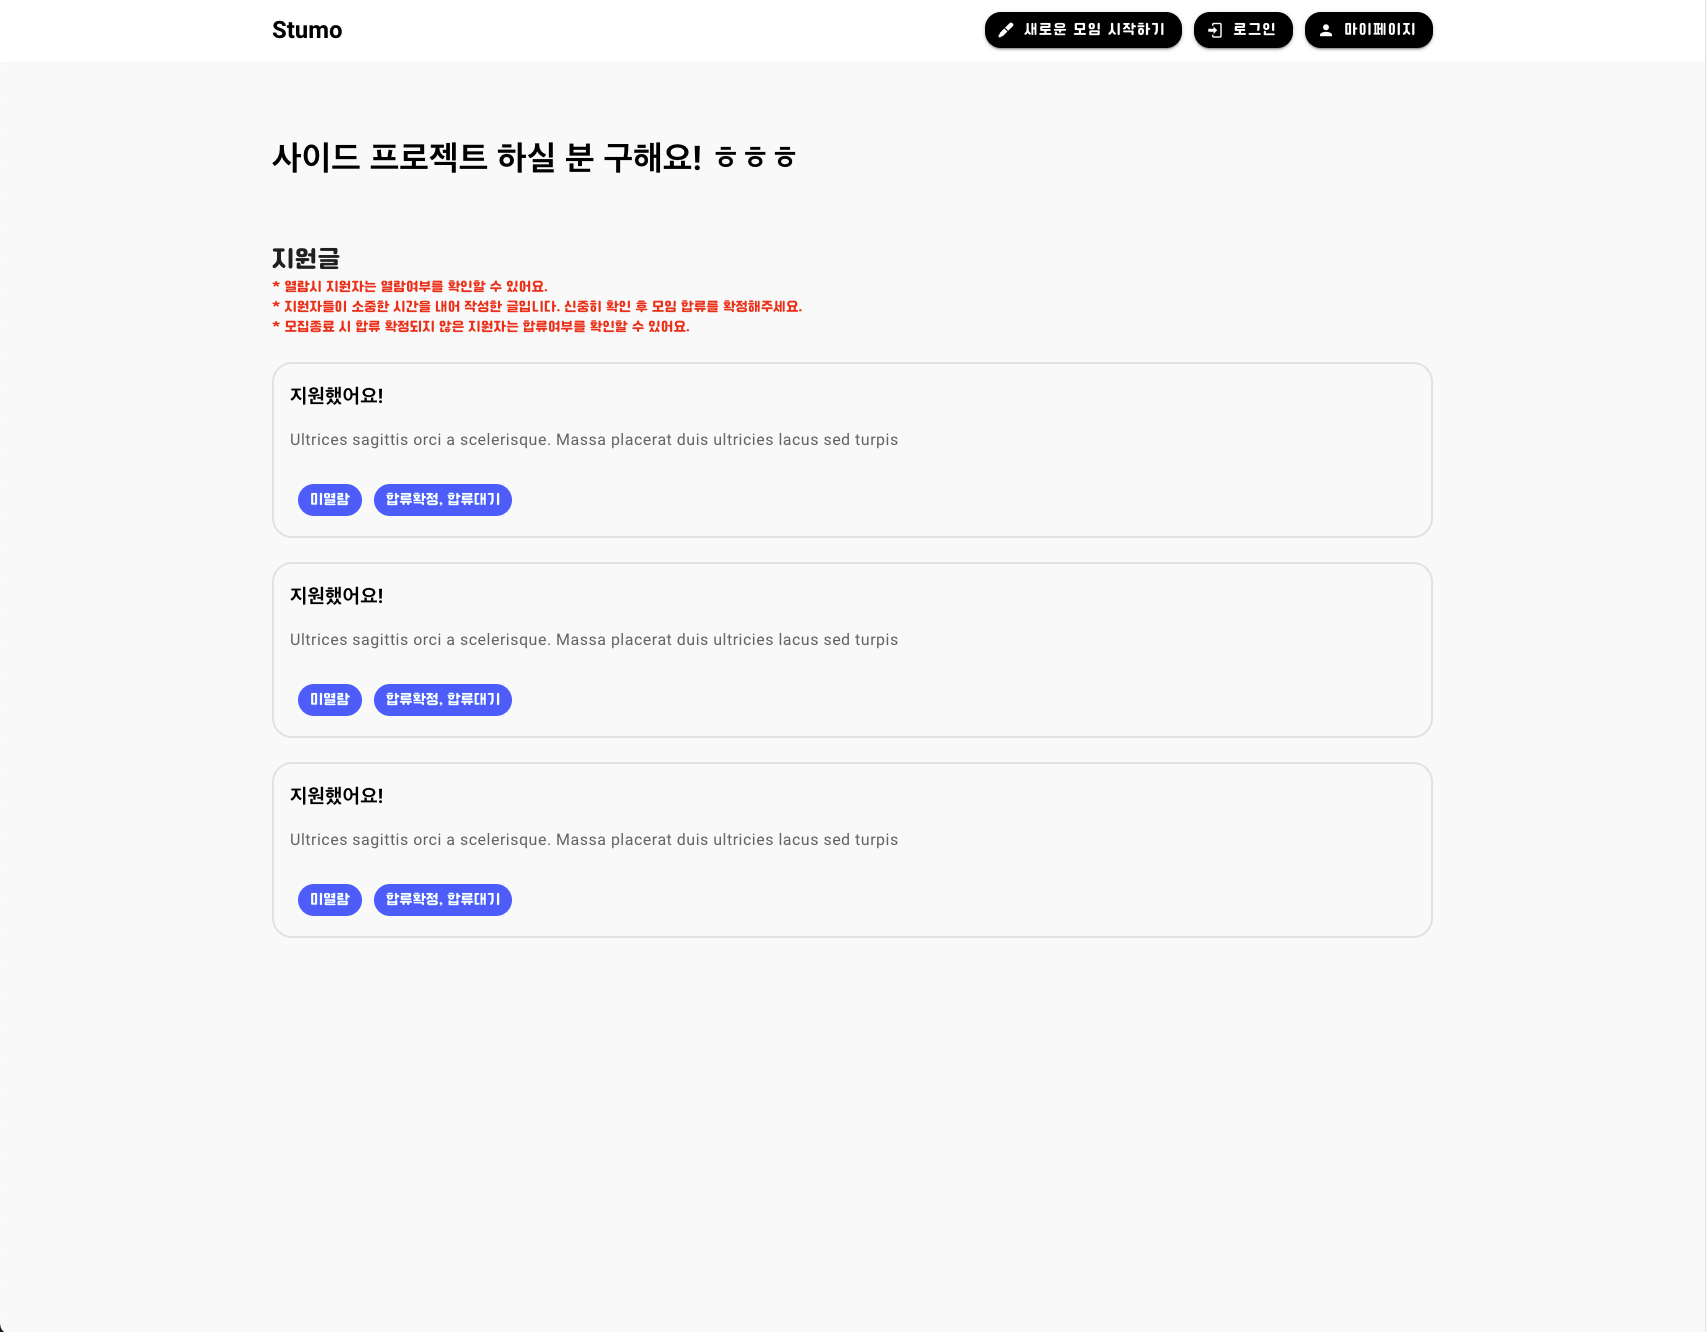 Stumo
새로운 모임 시작하기
로그인
마이페이지
사이드 프로젝트 하실 분 구해요! ㅎㅎㅎ
지원글
* 열람시 지원자는 열람여부를 확인할 수 있어요.
* 지원자들이 소중한 시간을 내어 작성한 글입니다. 신중히 확인 후 모임 합류를 확정해주세요.
* 모집종료 시 합류 확정되지 않은 지원자는 합류여부를 확인할 수 있어요.
지원했어요!
Ultrices sagittis orci a scelerisque. Massa placerat duis ultricies lacus sed turpis
미열람
합류확정, 합류대기
지원했어요!
Ultrices sagittis orci a scelerisque. Massa placerat duis ultricies lacus sed turpis
미열람
합류확정, 합류대기
지원했어요!
Ultrices sagittis orci a scelerisque. Massa placerat duis ultricies lacus sed turpis
미열람
합류확정, 합류대기